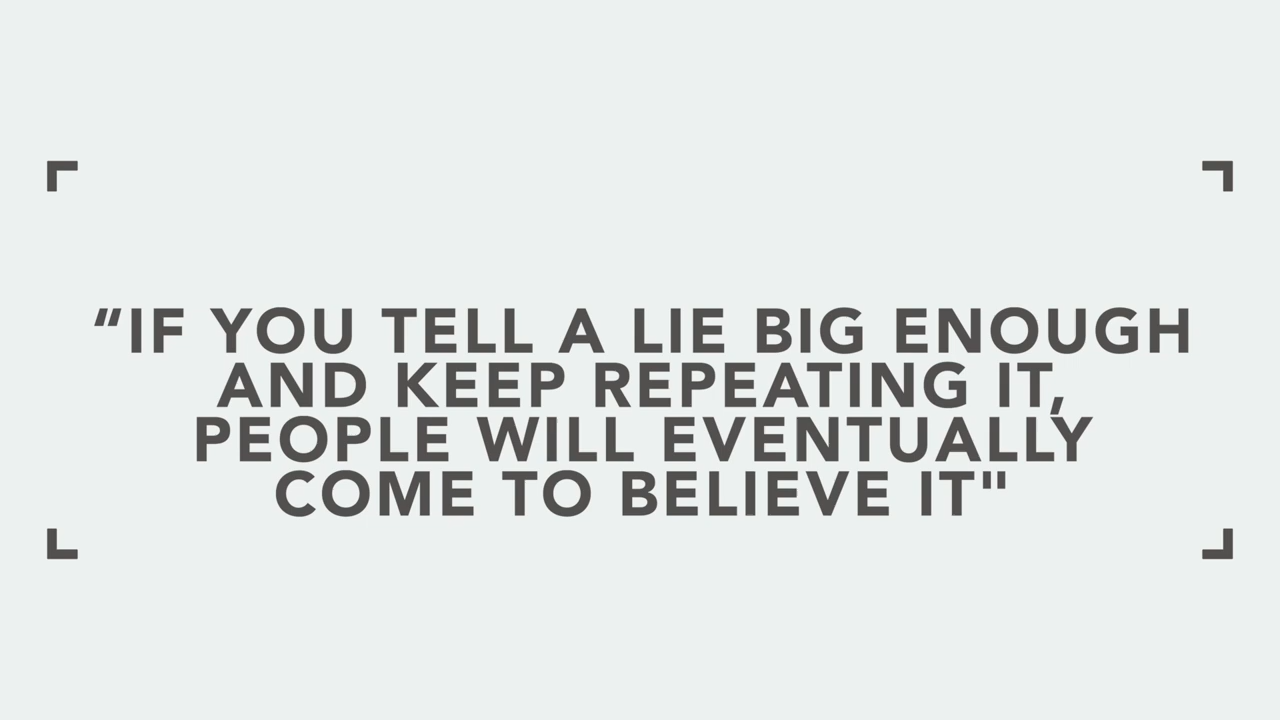 “IF YOU TELL A LIE BIG ENOUGH
AND KEEP REPEATING IT,
PEOPLE WILL EVENTUALLY
COME TO BELIEVE IT"